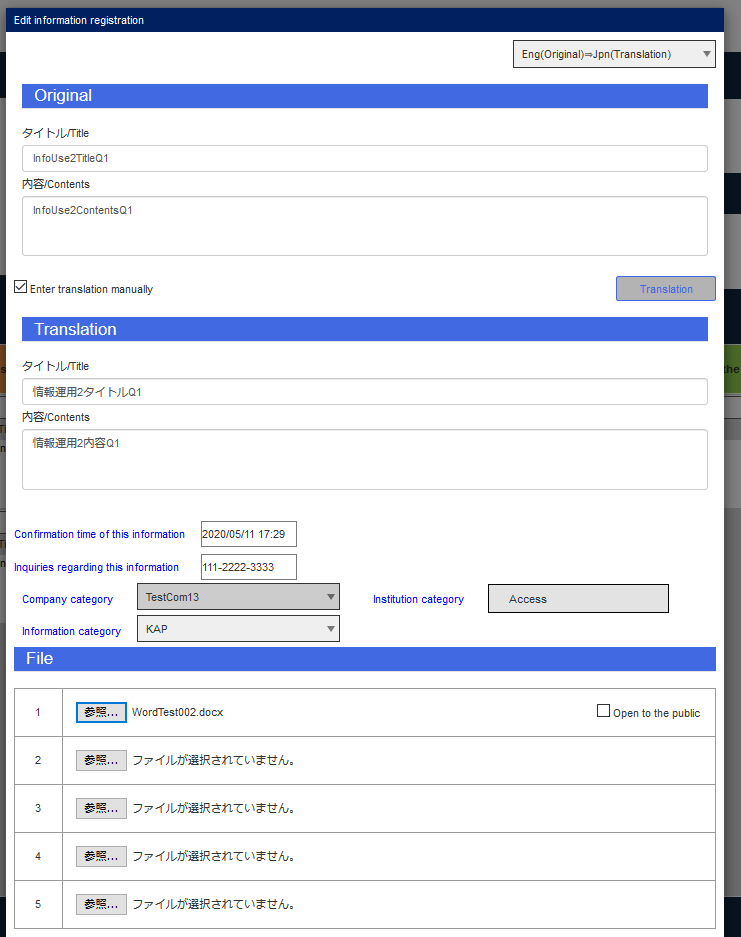 Edit information registration
Eng(Original)⇒Jpn(Translation)
Original
タイトル/Title
InfoUse2TitleQ1
内容/Contents
InfoUse2ContentsQ1
Enter translation manually
Translation
Translation
タイトル/Title
情報運用2タイトルQ1
内容/Contents
情報運用2内容Q1
Confirmation time of this information
2020/05/11 17:29
Inquiries regarding this information
111-2222-3333
Company category
TestCom13
Institution category
Access
Information category
KAP
File
1 参照... WordTest002.docx Open to the public
2 参照... ファイルが選択されていません。
3 参照... ファイルが選択されていません。
4 参照... ファイルが選択されていません。
5 参照... ファイルが選択されていません。
the